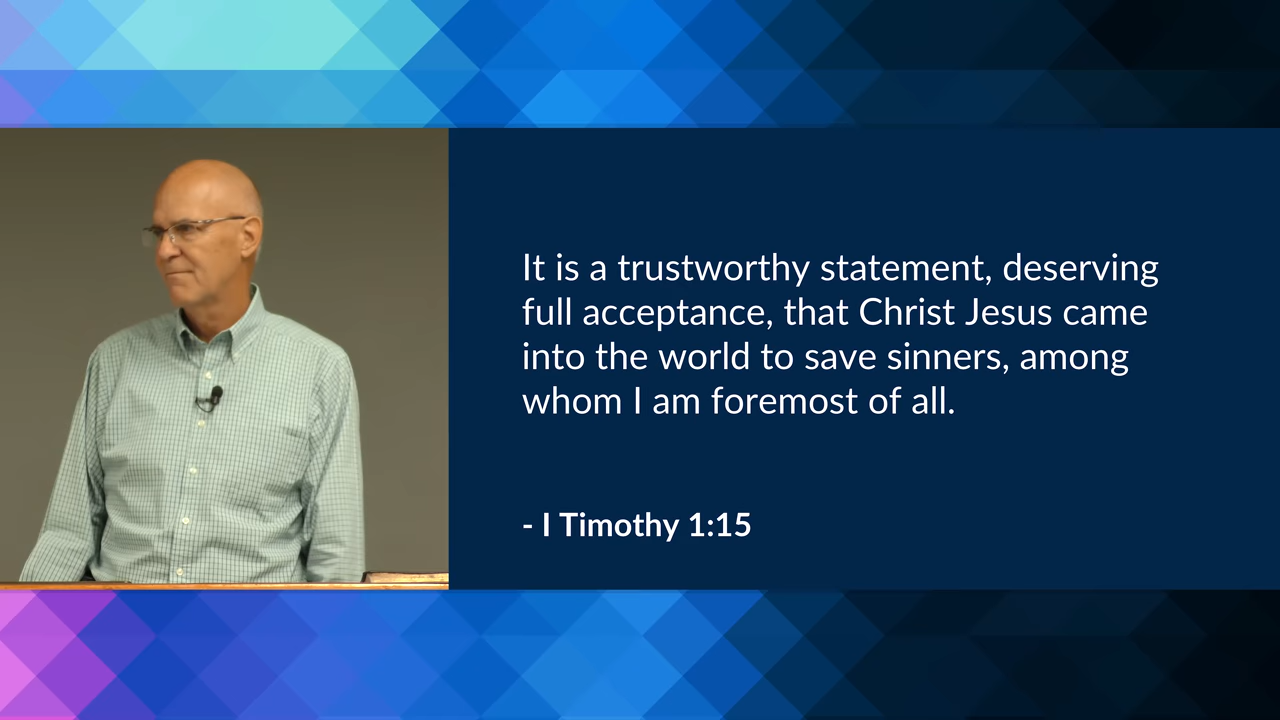 It is a trustworthy statement, deserving
full acceptance, that Christ Jesus came
into the world to save sinners, among
whom I am foremost of all.
- I Timothy 1:15